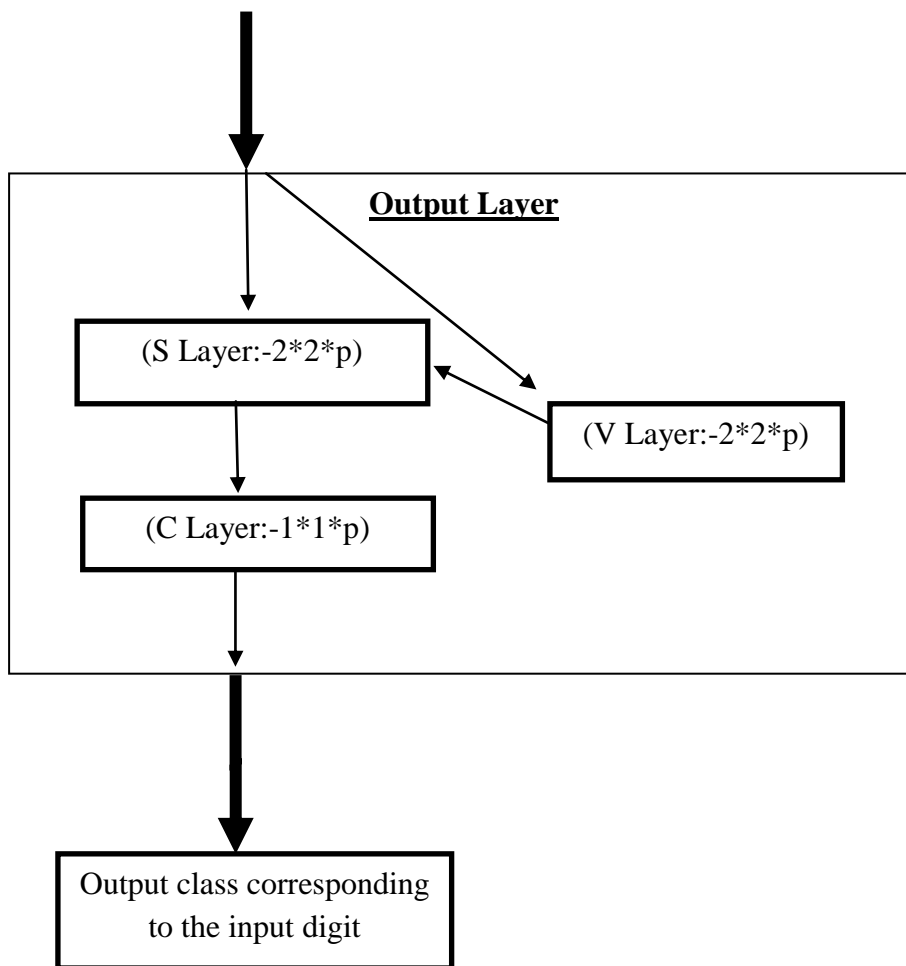 Output Layer
(S Layer:-2*2*p)
(V Layer:-2*2*p)
(C Layer:-1*1*p)
Output class corresponding
to the input digit